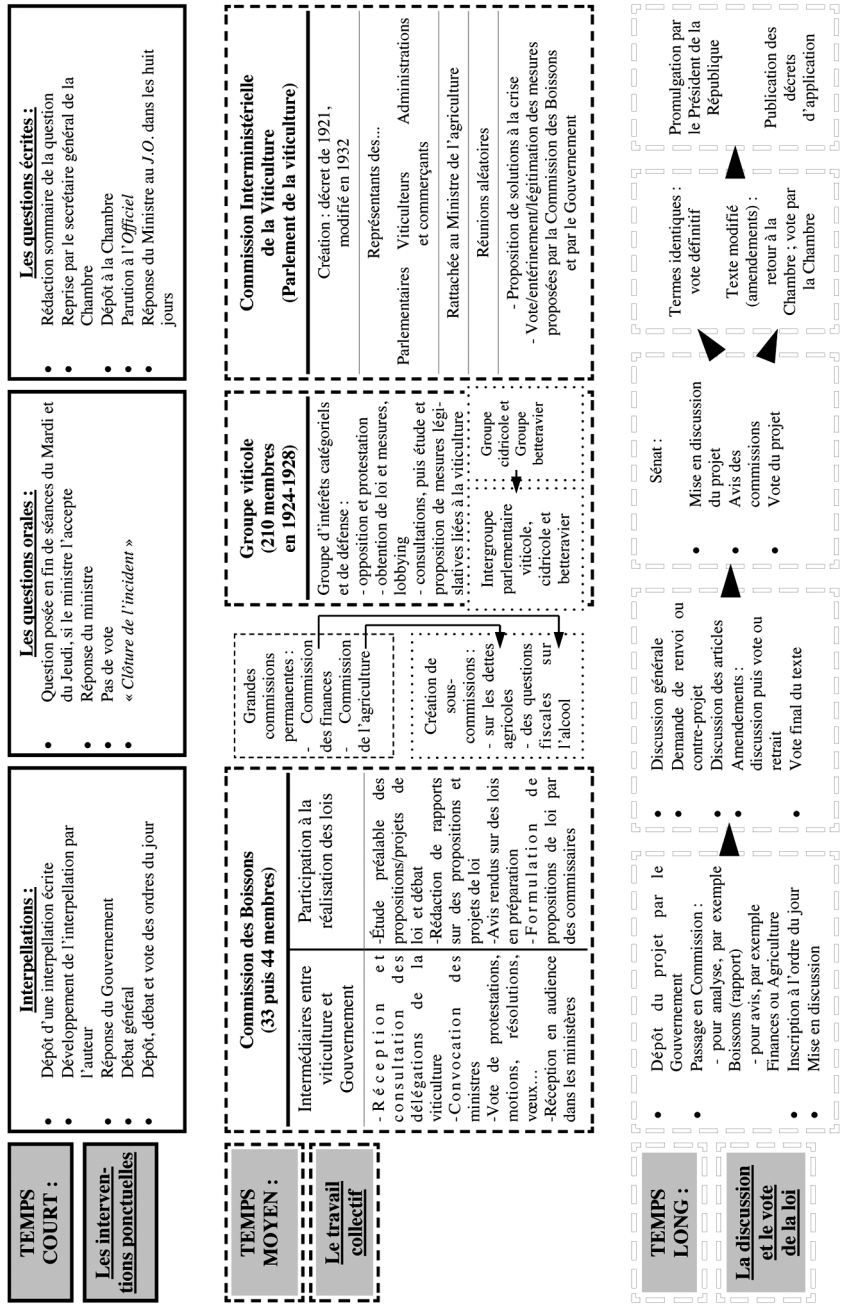 TEMPS
COURT :
Les interven-
tions ponctuelles
Interpellations :
• Dépôt d'une interpellation écrite
• Développement de l'interpellation par
l'auteur
• Réponse du Gouvernement
• Débat général
• Dépôt, débat et vote des ordres du jour
Les questions orales :
• Question posée en fin de séances du Mardi et
du Jeudi, si le ministre l'accepte
• Réponse du ministre
• Pas de vote
• « Clôture de l'incident »
Les questions écrites :
• Rédaction sommaire de la question
• Reprise par le secrétaire général de la
Chambre
• Dépôt à la Chambre
• Parution à l'Officiel
• Réponse du Ministre au J.O. dans les huit
jours
TEMPS
MOYEN :
Le travail
collectif
Commission des Boissons
(33 puis 44 membres)
Intermédiaires entre
viticulture et
Gouvernement
-Réception et
consultation des
délégations de la
viticulture
-Convocation des
ministres
-Vote de protestations,
motions, résolutions,
vœux…
-Réception en audience
dans les ministères
Participation à la
réalisation des lois
-Étude préalable des
propositions/projets de
loi et débat
-Rédaction de rapports
sur des propositions et
projets de loi
-Avis rendus sur des lois
en préparation
-Formulation de
propositions de loi par
des commissaires
Grandes
commissions
permanentes :
- Commission
des finances
- Commission
de l'agriculture
Création de
sous-
commissions :
- sur les dettes
agricoles
- des questions
fiscales sur
l'alcool
Groupe viticole
(210 membres
en 1924-1928)
Groupe d'intérêts catégoriels
et de défense :
- opposition et protestation
- obtention de loi et mesures,
lobbying
- consultations, puis étude et
proposition de mesures légi-
slatives liées à la viticulture
Intergroupe
parlementaire
viticole,
cidricole et
betteravier
Groupe
cidricole et
Groupe
betteravier
Commission Interministérielle
de la Viticulture
(Parlement de la viticulture)
Création : décret de 1921,
modifié en 1932
Représentants des...
Parlementaires Viticulteurs Administrations
et commerçants
Rattachée au Ministre de l'agriculture
Réunions aléatoires
- Proposition de solutions à la crise
- Vote/entérinement/légitimation des mesures
proposées par la Commission des Boissons
et par le Gouvernement
TEMPS
LONG :
La discussion
et le vote
de la loi
• Dépôt du projet par le
Gouvernement
• Passage en Commission :
- pour analyse, par exemple
Boissons (rapport)
- pour avis, par exemple
Finances ou Agriculture
• Inscription à l'ordre du jour
• Mise en discussion
• Discussion générale
• Demande de renvoi ou
contre-projet
• Discussion des articles
• Amendements :
discussion puis vote ou
retrait
• Vote final du texte
Sénat :
• Mise en discussion
du projet
• Avis des
commissions
• Vote du projet
Termes identiques :
vote définitif
Texte modifié
(amendements) :
retour à la
Chambre ; vote par
la Chambre
Promulgation par
le Président de la
République
Publication des
décrets
d'application